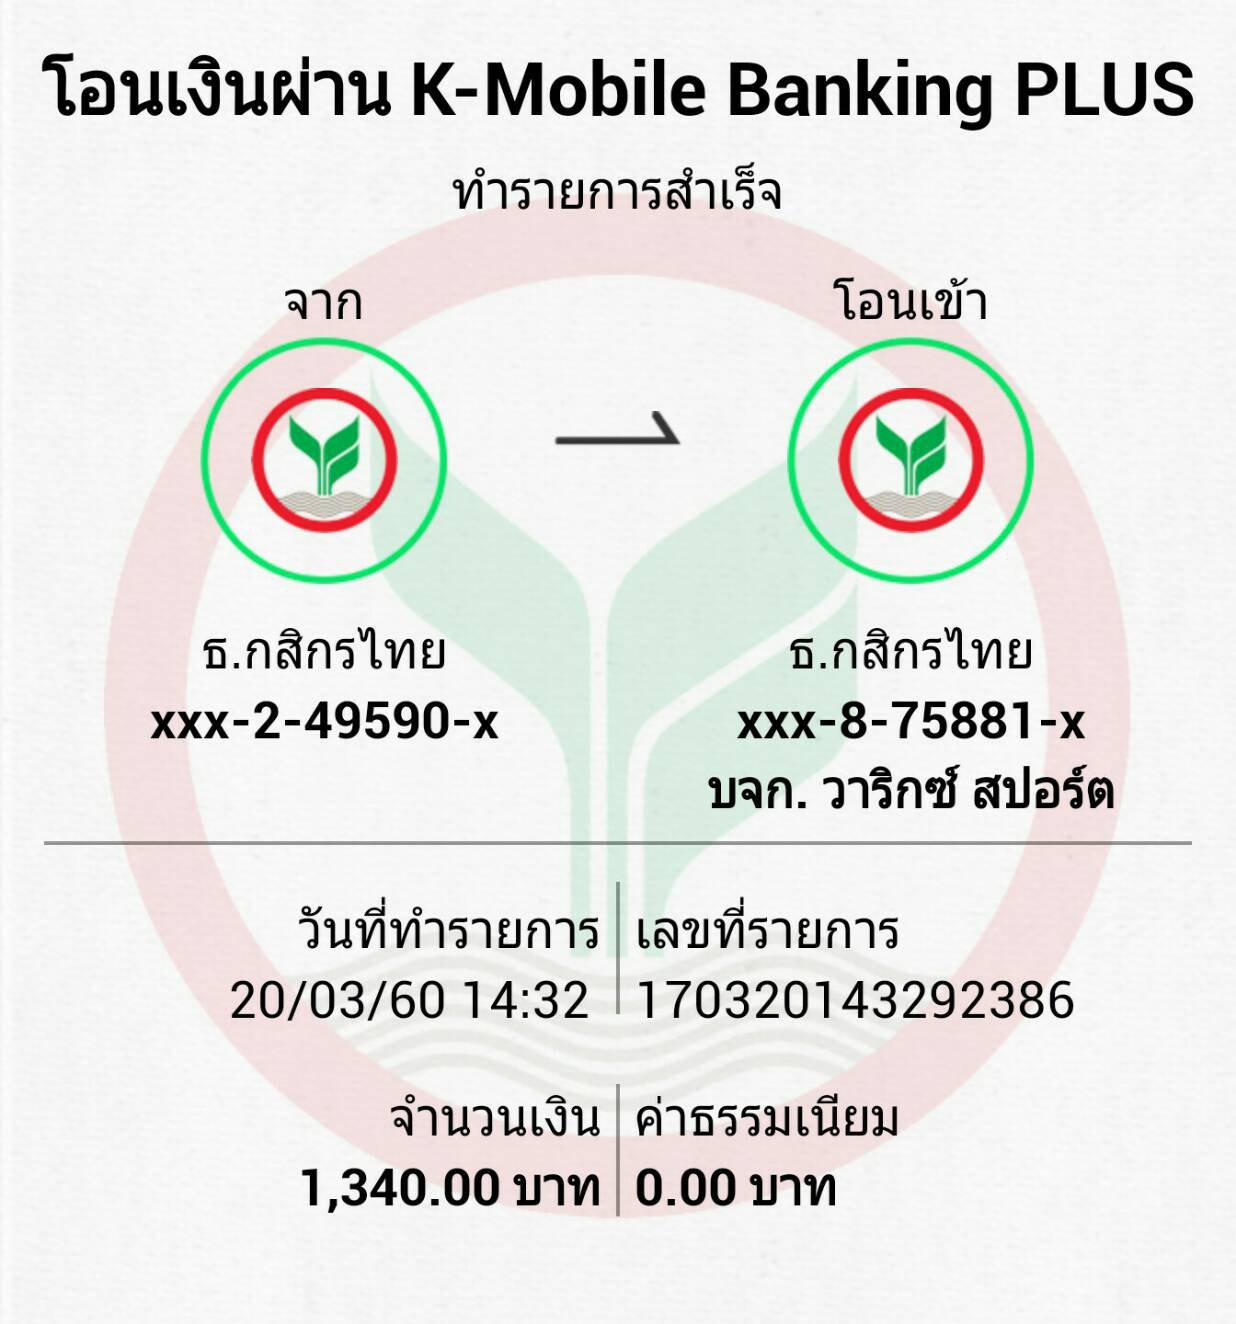 โอนเงินผ่าน K-Mobile Banking PLUS
ทำรายการสำเร็จ
จาก
โอนเข้า
ธ.กสิกรไทย
xxx-2-49590-x
ธ.กสิกรไทย
xxx-8-75881-x
บจก. วาริกซ์ สปอร์ต
วันที่ทำรายการ
20/03/60 14:32
เลขที่รายการ
170320143292386
จำนวนเงิน
1,340.00 บาท
ค่าธรรมเนียม
0.00 บาท